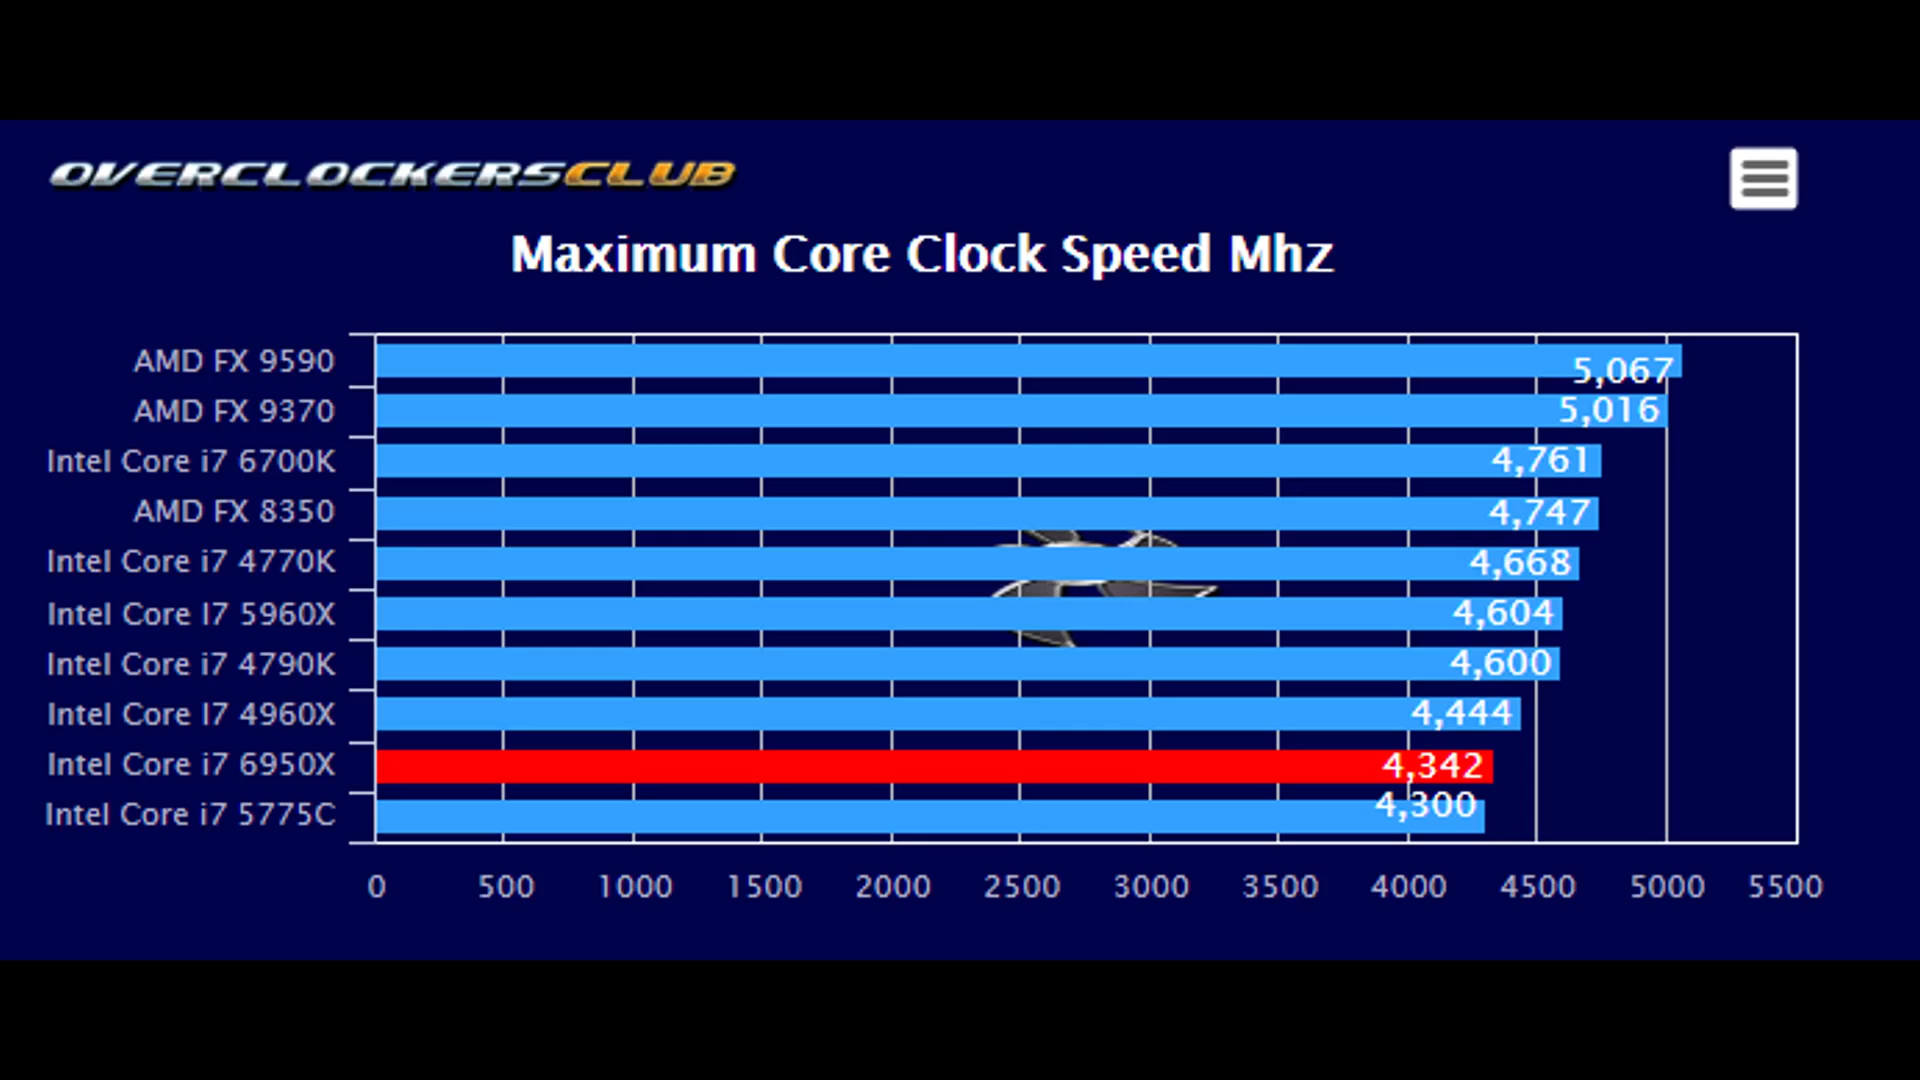 OVERCLOCKERSCLUB
Maximum Core Clock Speed Mhz
AMD FX 9590 5,067
AMD FX 9370 5,016
Intel Core i7 6700K 4,761
AMD FX 8350 4,747
Intel Core i7 4770K 4,668
Intel Core I7 5960X 4,604
Intel Core i7 4790K 4,600
Intel Core I7 4960X 4,444
Intel Core i7 6950X 4,342
Intel Core i7 5775C 4,300
0 500 1000 1500 2000 2500 3000 3500 4000 4500 5000 5500